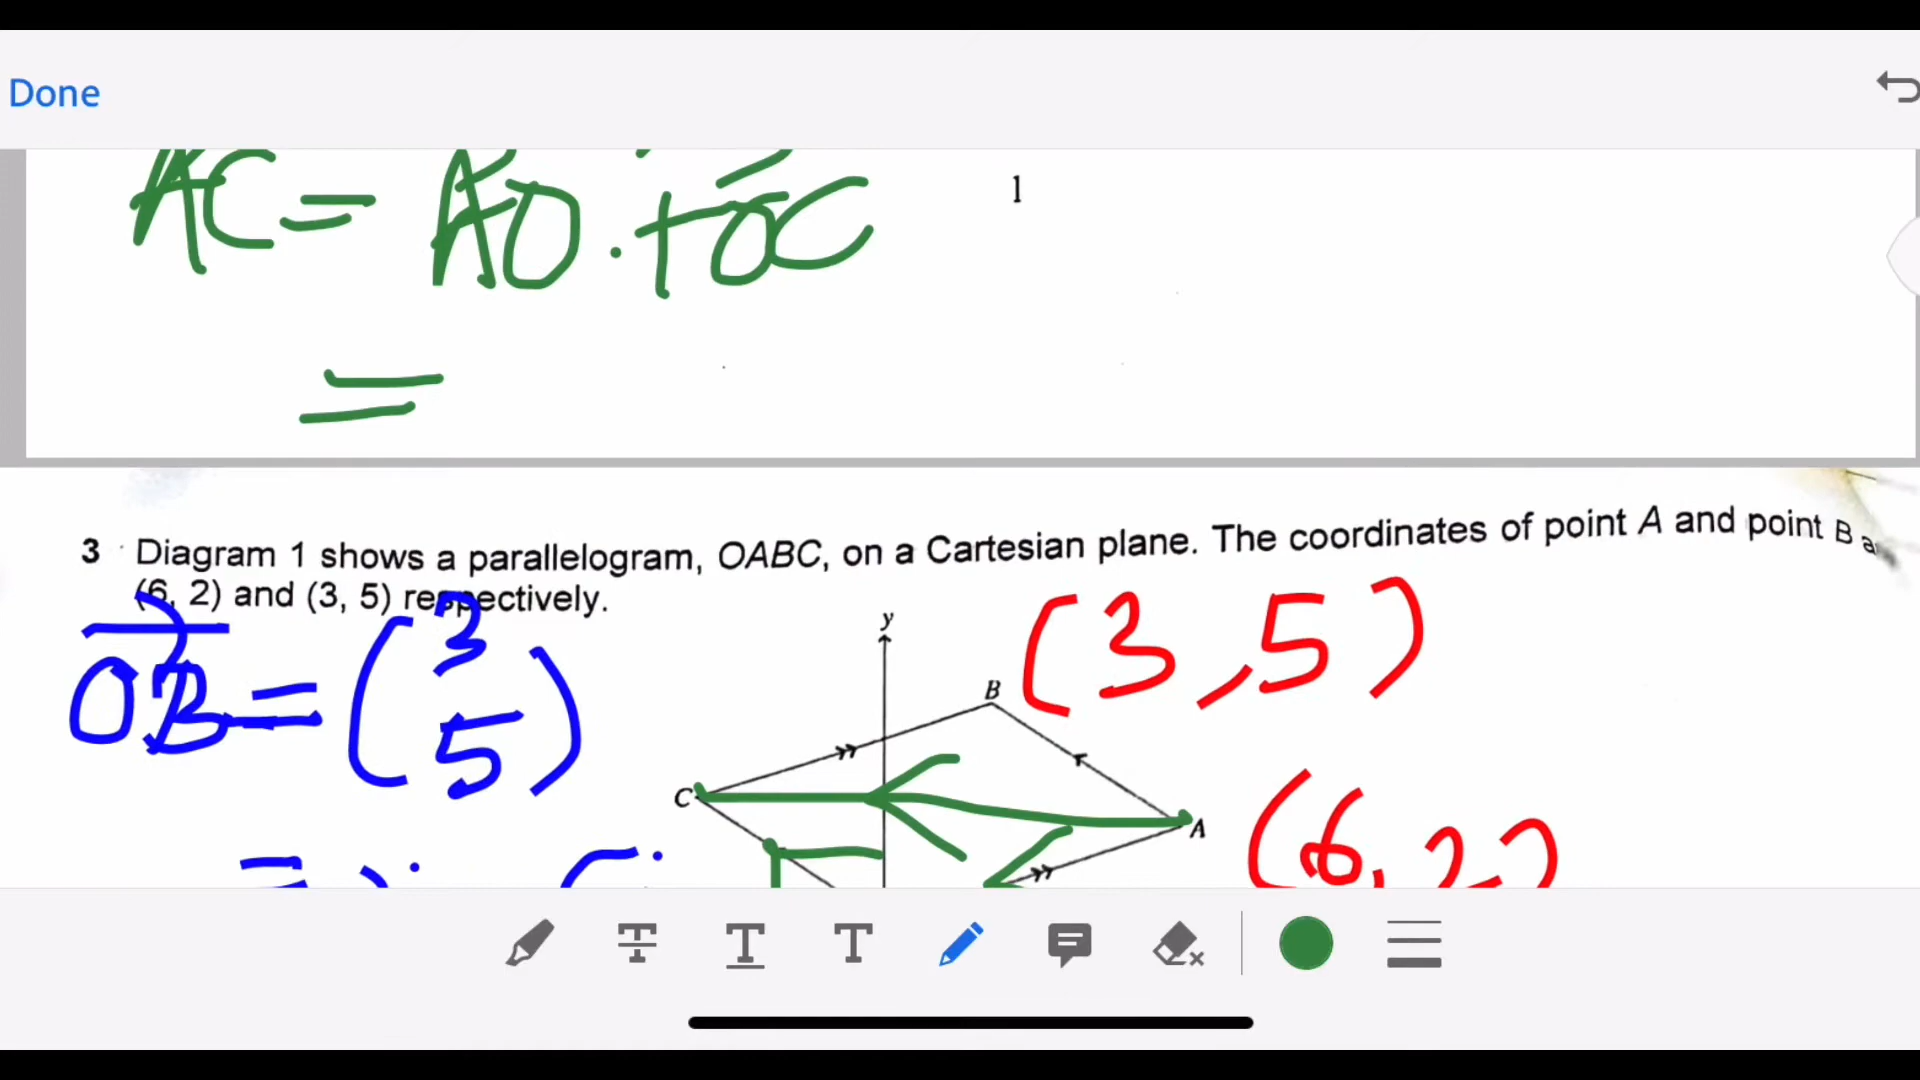 Done
AC = AO + OC
1
=
3 Diagram 1 shows a parallelogram, OABC, on a Cartesian plane. The coordinates of point A and point B a
(6, 2) and (3, 5) respectively.
OB = (3
5)
y
(3, 5)
B
C
A
(6, 2)
=
T T T